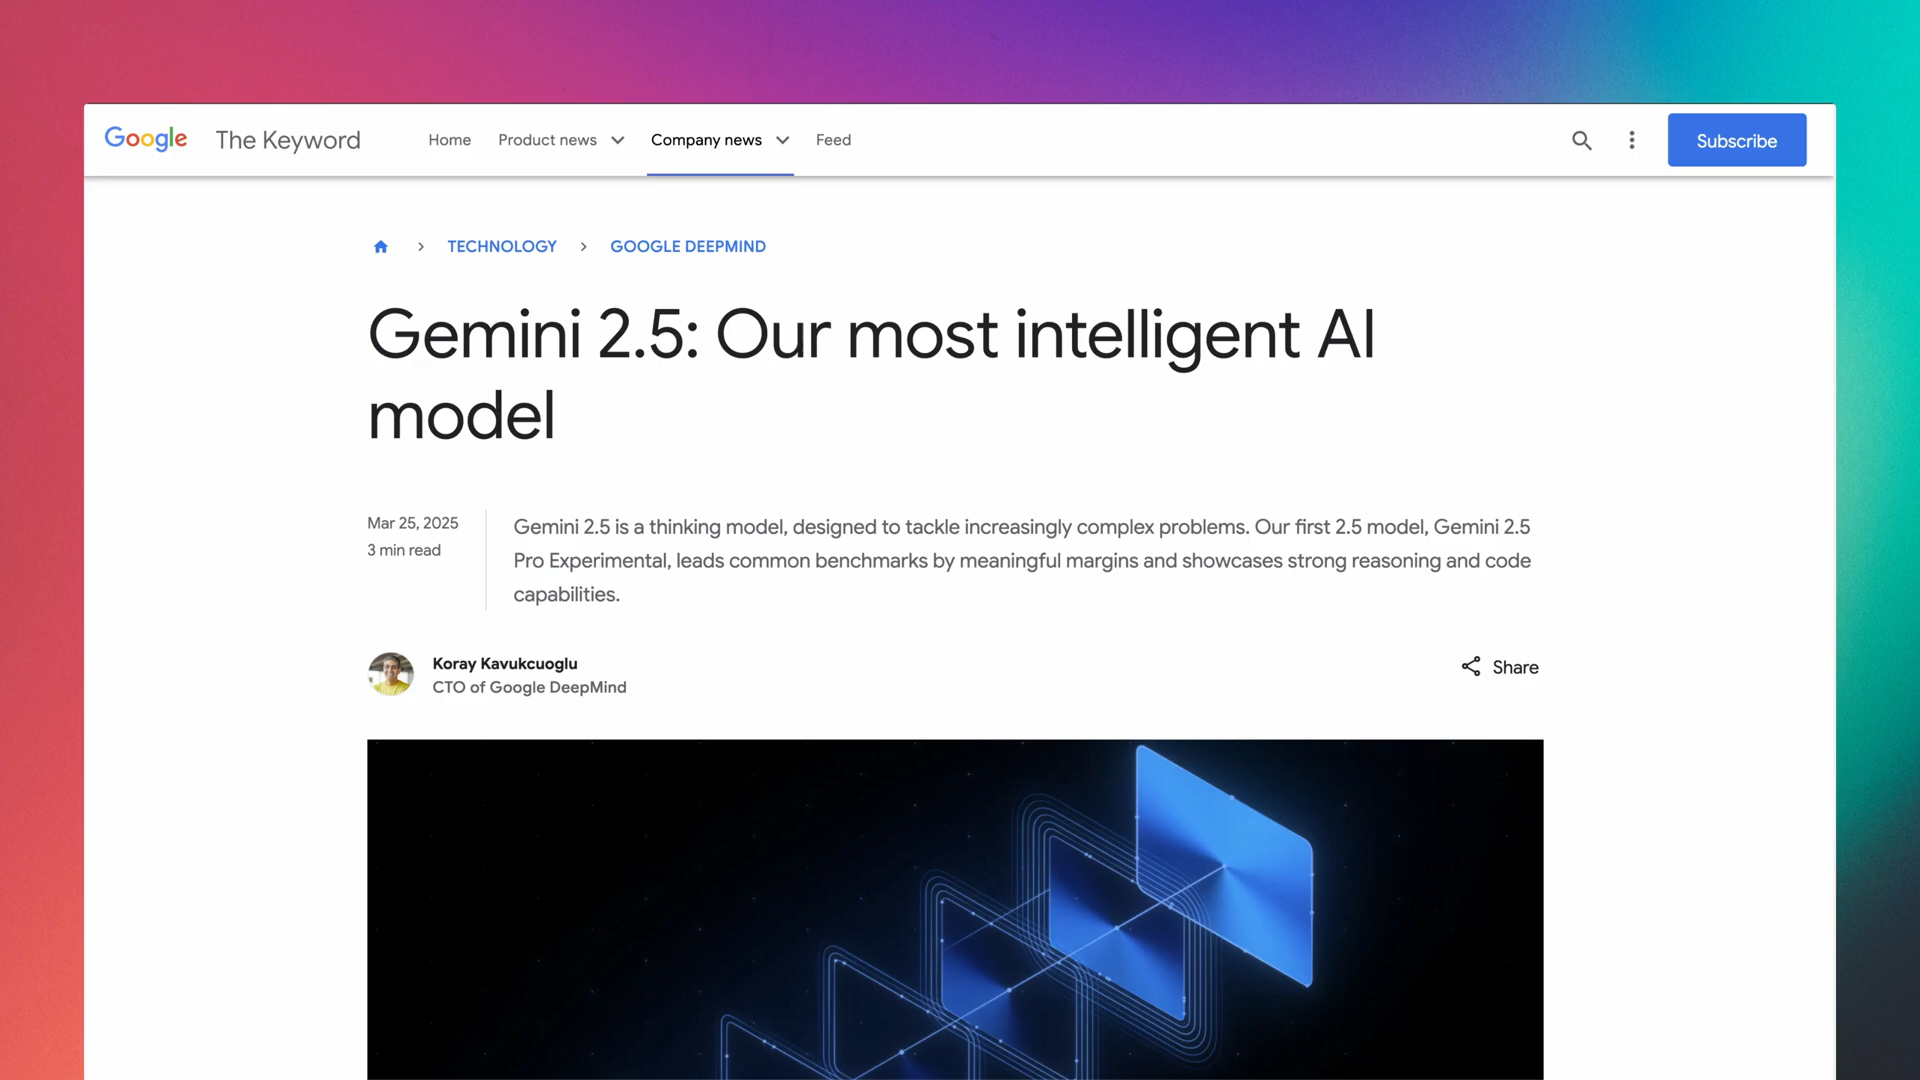 Google The Keyword Home Product news Company news Feed Subscribe
TECHNOLOGY GOOGLE DEEPMIND
Gemini 2.5: Our most intelligent AI
model
Mar 25, 2025
3 min read
Gemini 2.5 is a thinking model, designed to tackle increasingly complex problems. Our first 2.5 model, Gemini 2.5
Pro Experimental, leads common benchmarks by meaningful margins and showcases strong reasoning and code
capabilities.
Koray Kavukcuoglu
CTO of Google DeepMind
Share